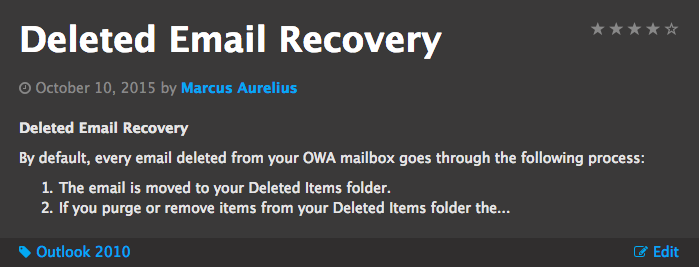 Deleted Email Recovery
October 10, 2015 by Marcus Aurelius
Deleted Email Recovery
By default, every email deleted from your OWA mailbox goes through the following process:
1. The email is moved to your Deleted Items folder.
2. If you purge or remove items from your Deleted Items folder the...
Outlook 2010
Edit